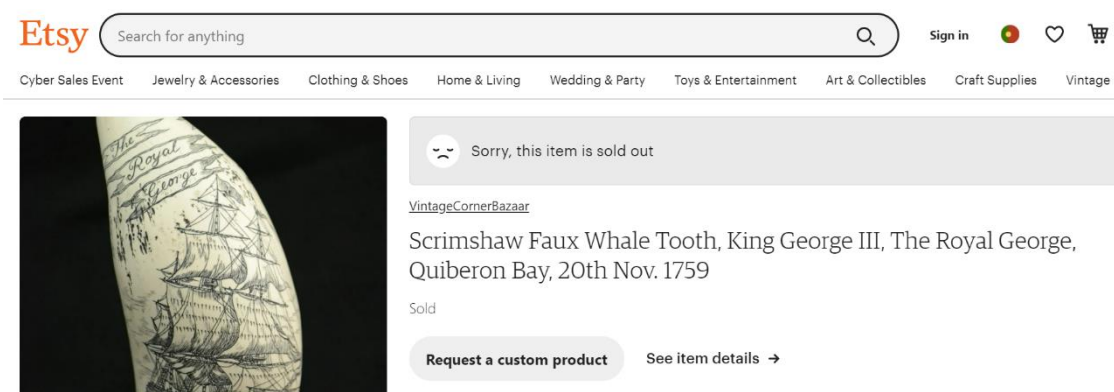 Etsy
Search for anything
Sign in
Cyber Sales Event Jewelry & Accessories Clothing & Shoes Home & Living Wedding & Party Toys & Entertainment Art & Collectibles Craft Supplies Vintage
The
Royal
George
Sorry, this item is sold out
VintageCornerBazaar
Scrimshaw Faux Whale Tooth, King George III, The Royal George,
Quiberon Bay, 20th Nov. 1759
Sold
Request a custom product See item details →